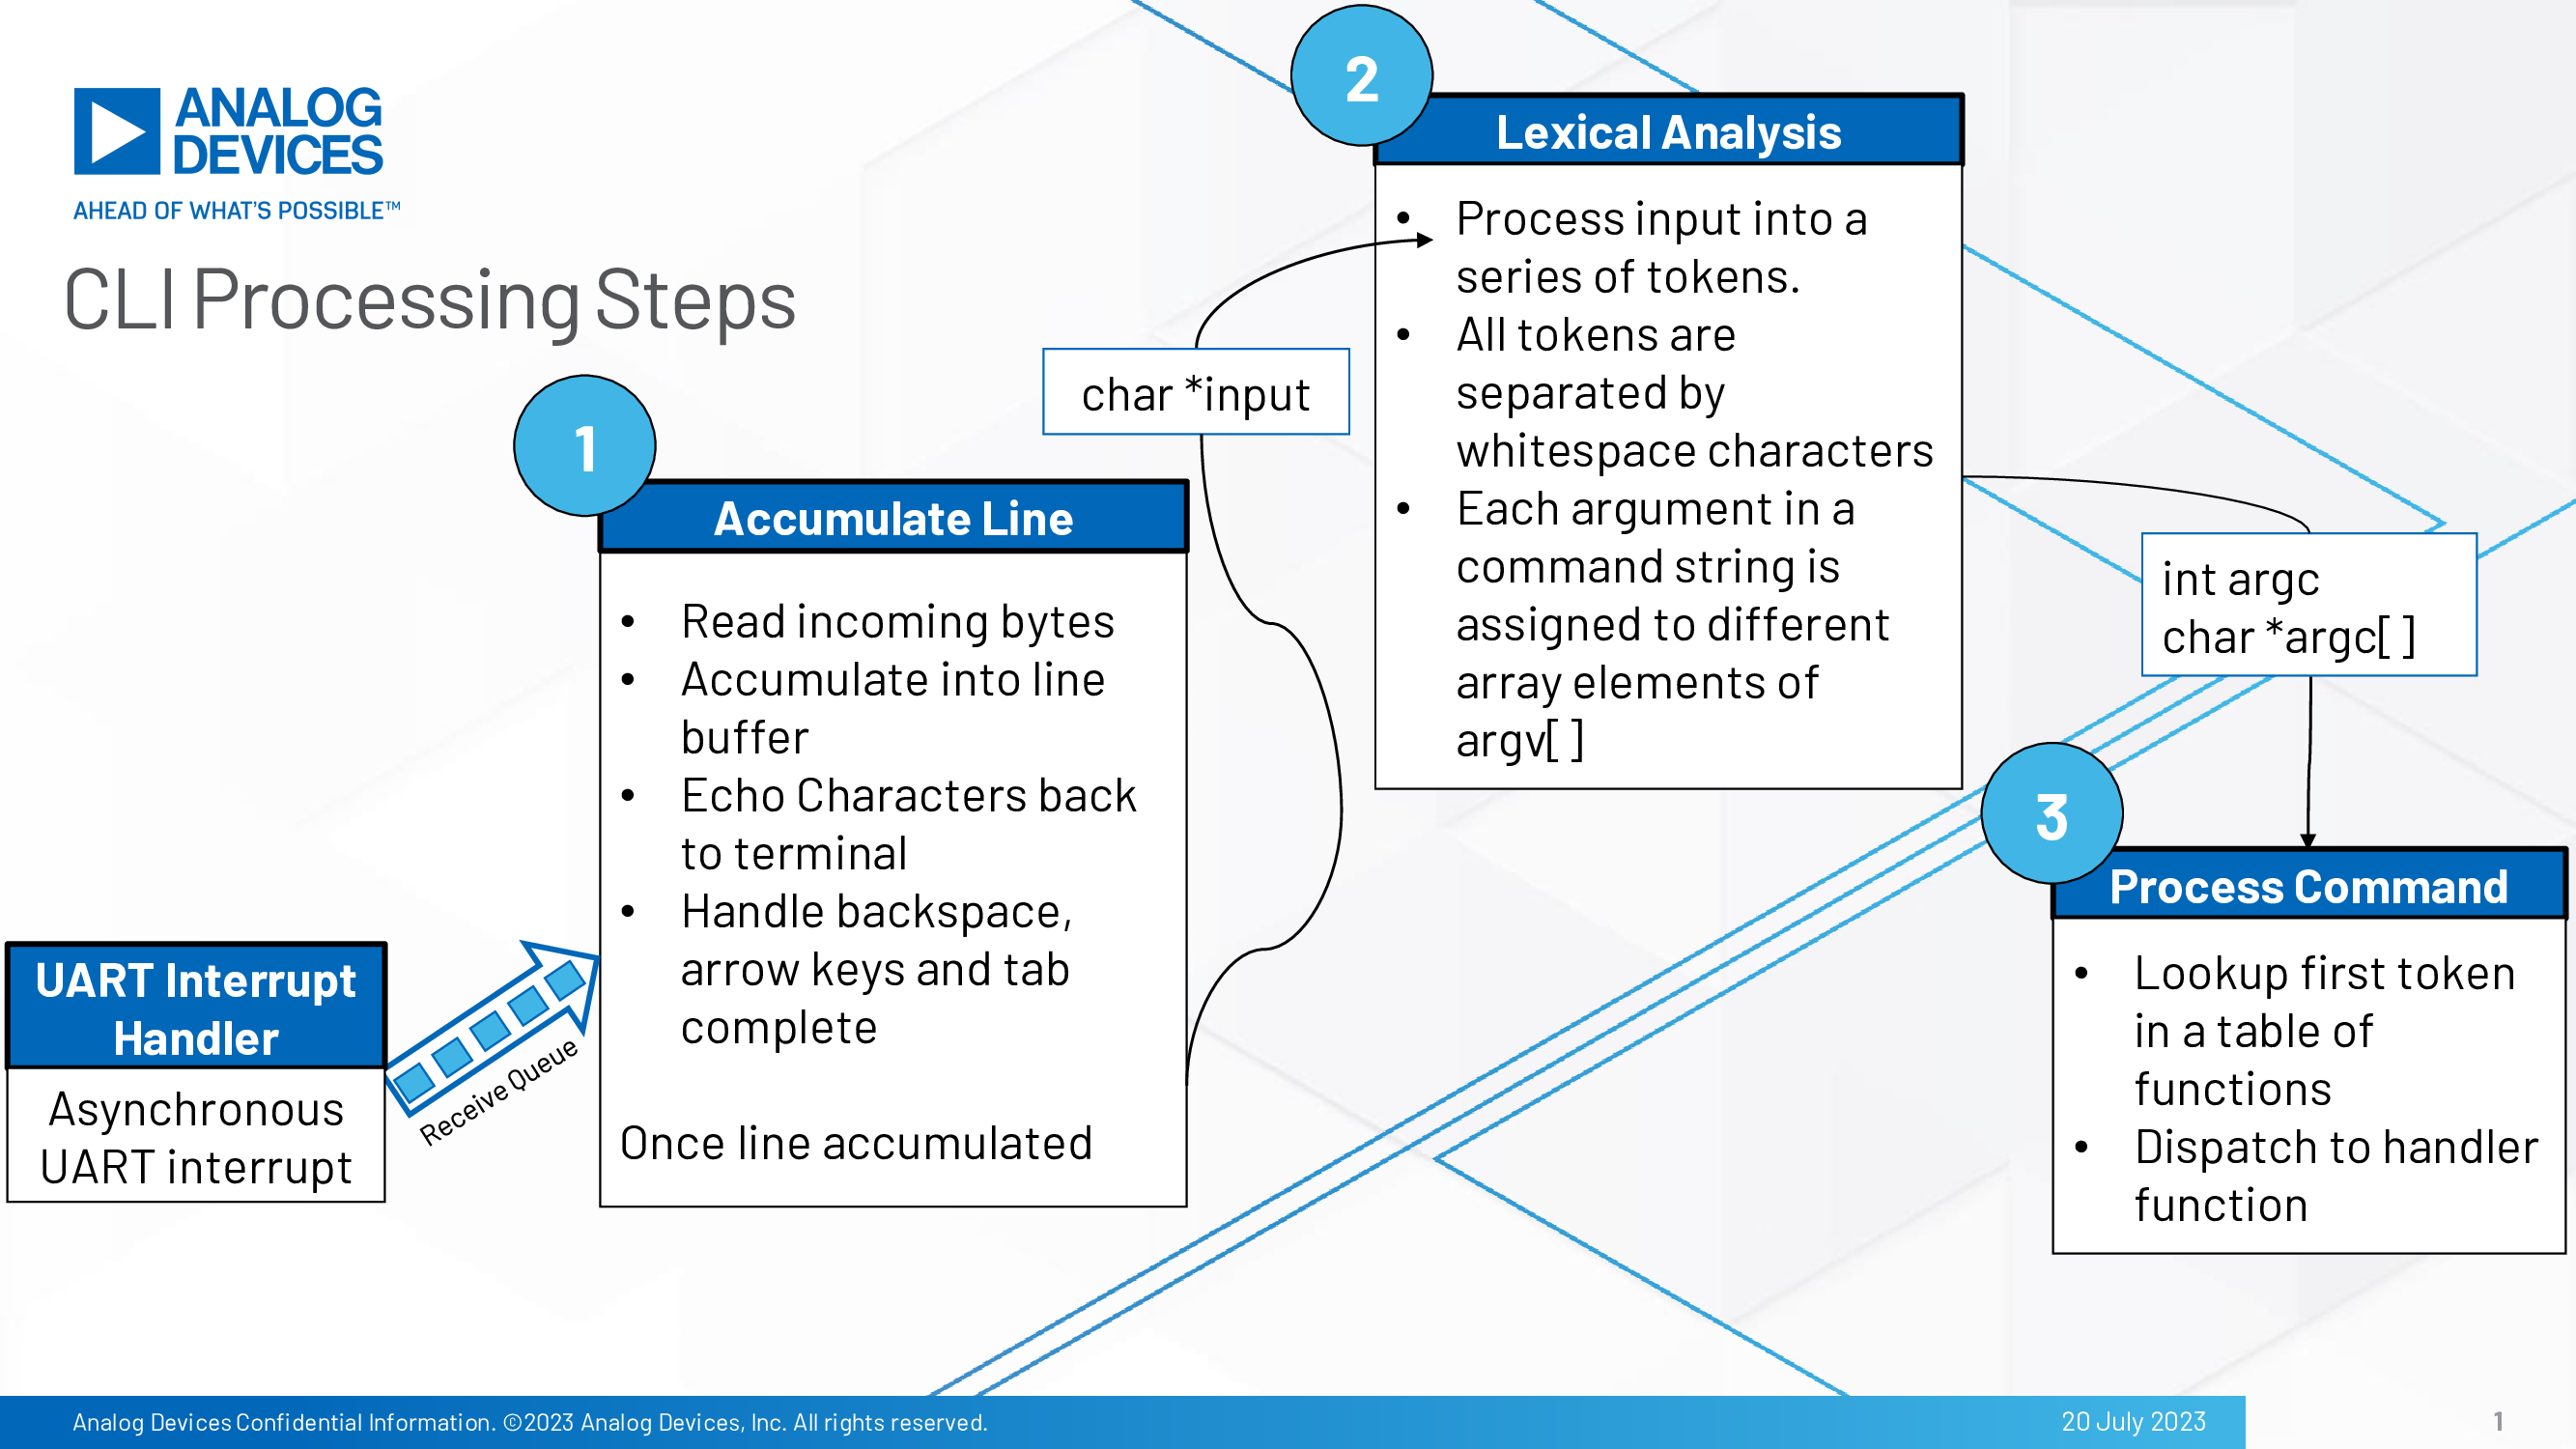 ANALOG
DEVICES
AHEAD OF WHAT'S POSSIBLE™
CLI Processing Steps
UART Interrupt
Handler
Asynchronous
UART interrupt
Receive Queue
1
Accumulate Line
• Read incoming bytes
• Accumulate into line
buffer
• Echo Characters back
to terminal
• Handle backspace,
arrow keys and tab
complete
Once line accumulated
char *input
2
Lexical Analysis
• Process input into a
series of tokens.
• All tokens are
separated by
whitespace characters
• Each argument in a
command string is
assigned to different
array elements of
argv[ ]
int argc
char *argc[ ]
3
Process Command
• Lookup first token
in a table of
functions
• Dispatch to handler
function
Analog Devices Confidential Information. ©2023 Analog Devices, Inc. All rights reserved.
20 July 2023
1